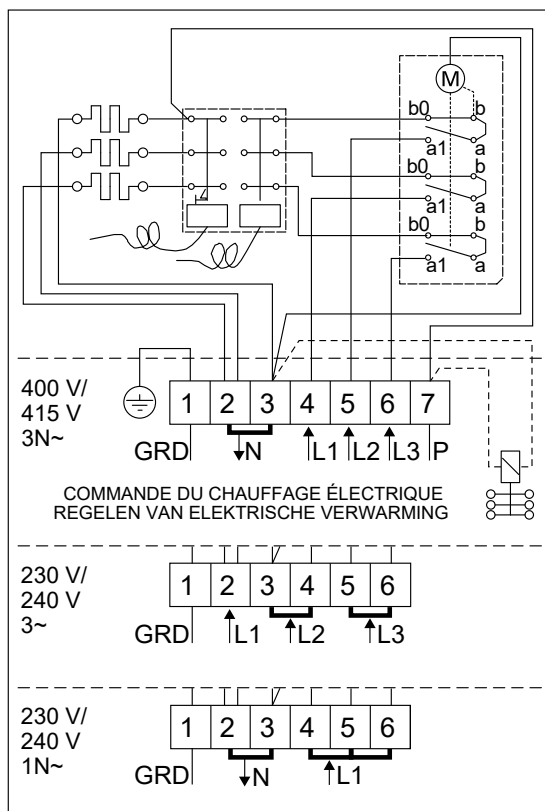 M
b0 b
a1 a
b0 b
a1 a
b0 b
a1 a
400 V/
415 V
3N~
1 2 3 4 5 6 7
GRD N L1 L2 L3 P
COMMANDE DU CHAUFFAGE ÉLECTRIQUE
REGELEN VAN ELEKTRISCHE VERWARMING
230 V/
240 V
3~
1 2 3 4 5 6
GRD L1 L2 L3
230 V/
240 V
1N~
1 2 3 4 5 6
GRD N L1